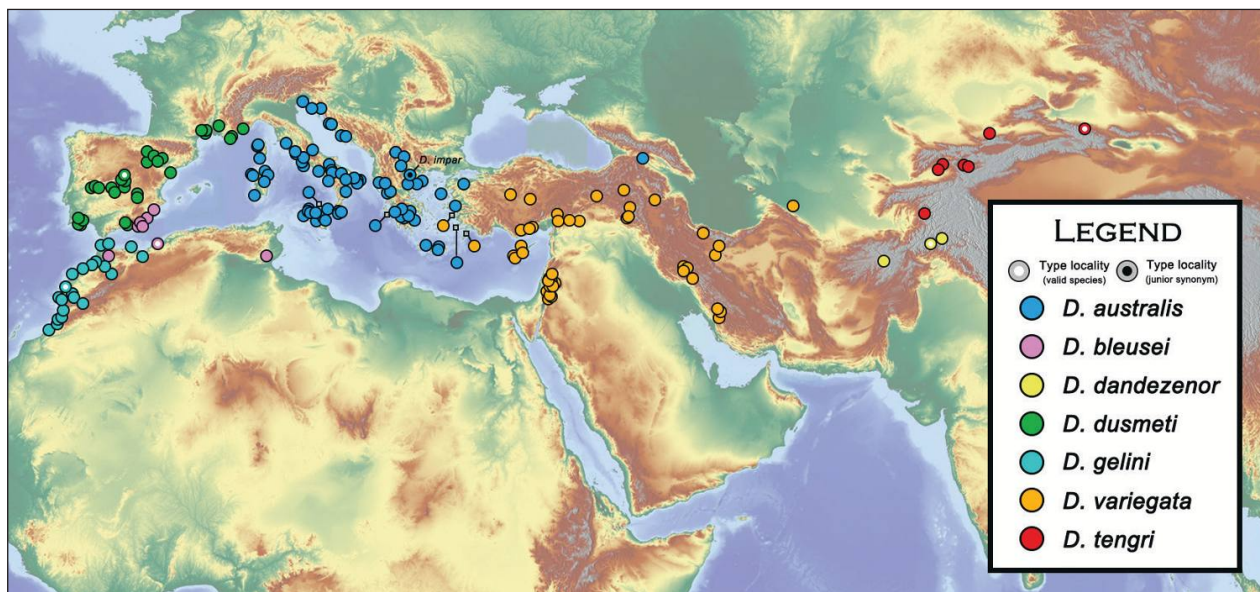 D. impar
LEGEND
Type locality
(valid species)
Type locality
(junior synonym)
D. australis
D. bleusei
D. dandezenor
D. dusmeti
D. gelini
D. variegata
D. tengri